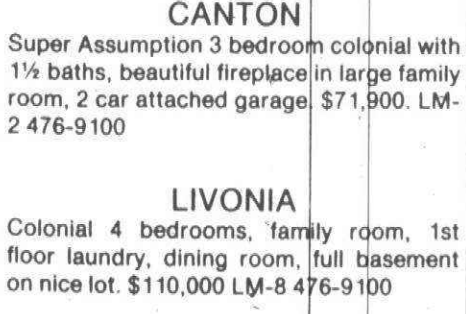 CANTON
Super Assumption 3 bedroom colonial with
1½ baths, beautiful fireplace in large family
room, 2 car attached garage. $71,900. LM-
2 476-9100
LIVONIA
Colonial 4 bedrooms, family room, 1st
floor laundry, dining room, full basement
on nice lot. $110,000 LM-8 476-9100